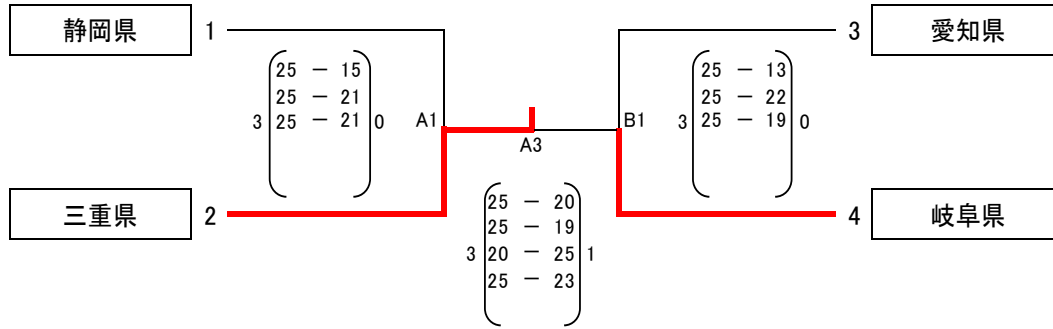 静岡県 1
3 愛知県
25 － 15
25 － 21
3 25 － 21 0
A1
25 － 13
25 － 22
3 25 － 19 0
B1
A3
三重県 2
4 岐阜県
25 － 20
25 － 19
3 20 － 25 1
25 － 23